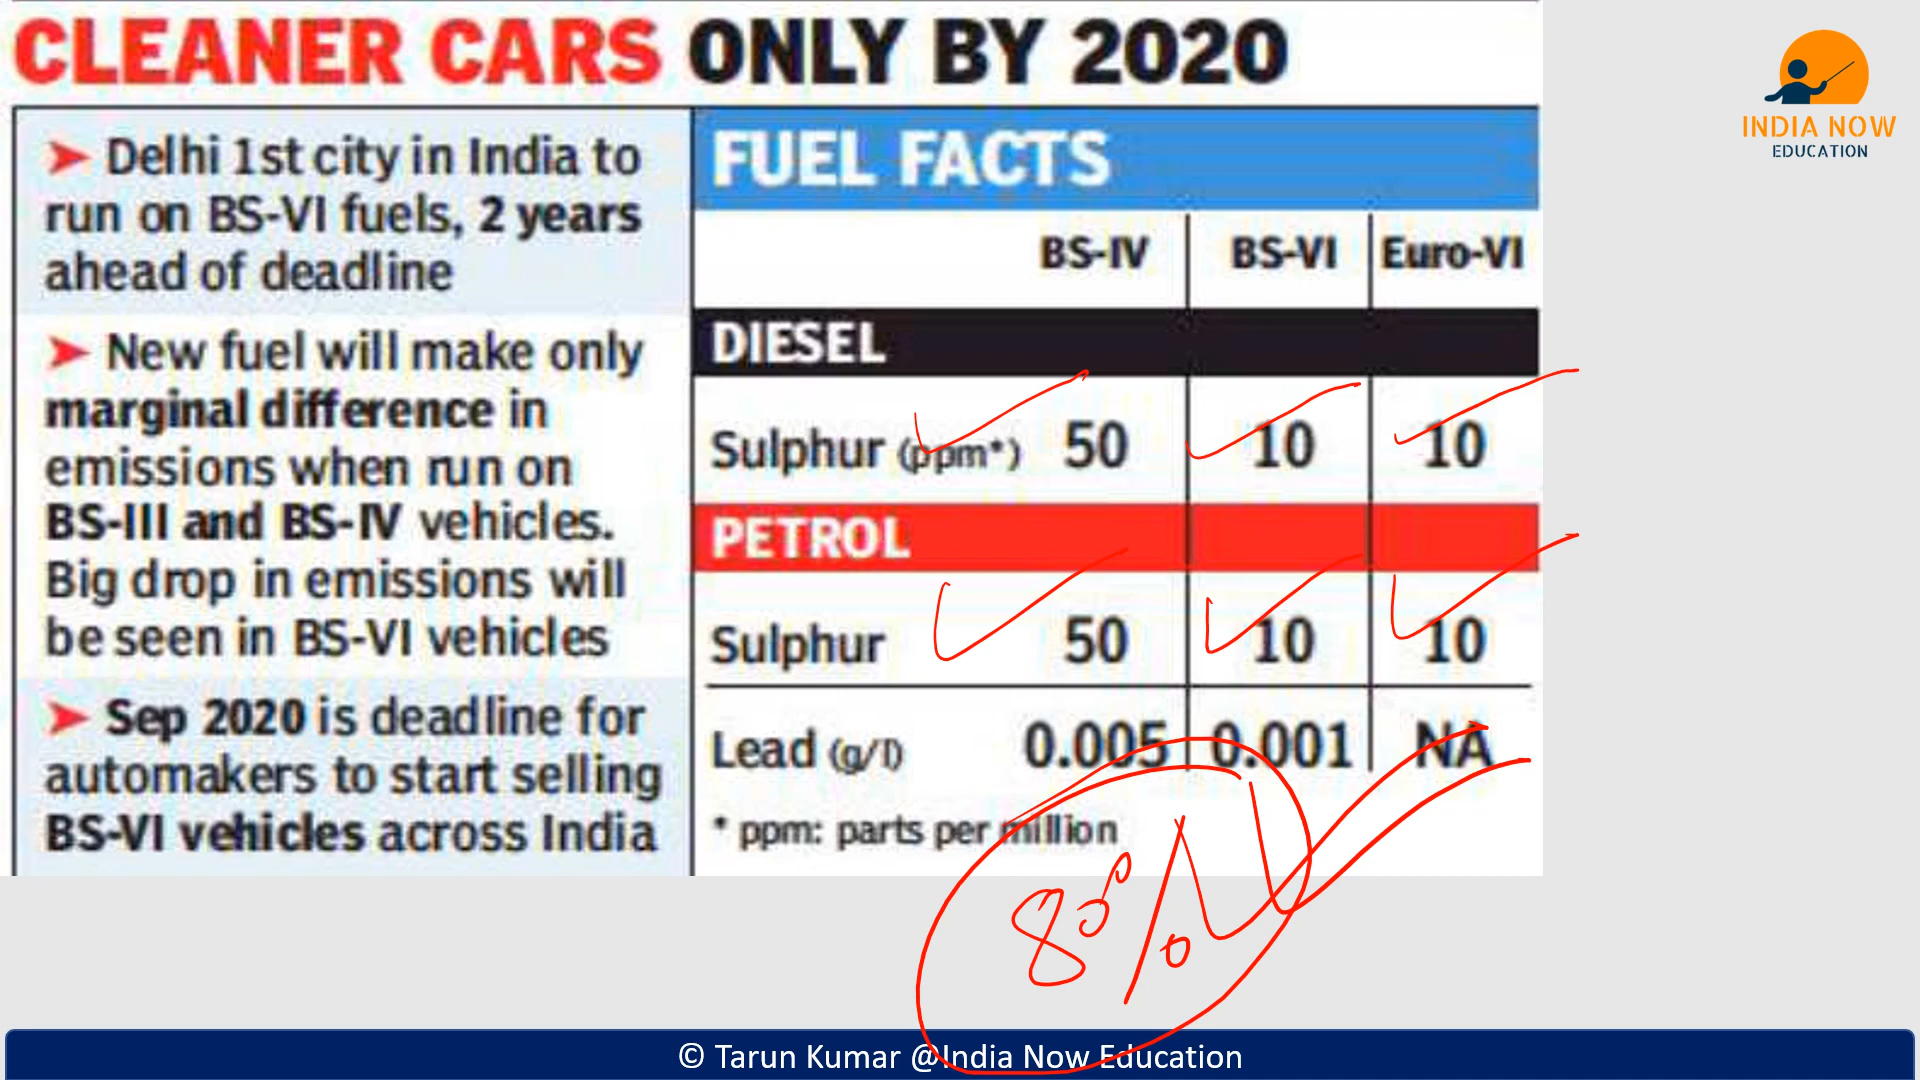 CLEANER CARS ONLY BY 2020
➤ Delhi 1st city in India to
run on BS-VI fuels, 2 years
ahead of deadline
➤ New fuel will make only
marginal difference in
emissions when run on
BS-III and BS-IV vehicles.
Big drop in emissions will
be seen in BS-VI vehicles
➤ Sep 2020 is deadline for
automakers to start selling
BS-VI vehicles across India
FUEL FACTS
BS-IV BS-VI Euro-VI
DIESEL
Sulphur (ppm*) 50 10 10
PETROL
Sulphur 50 10 10
Lead (g/l) 0.005 0.001 NA
* ppm: parts per million
80%
INDIA NOW
EDUCATION
© Tarun Kumar @India Now Education